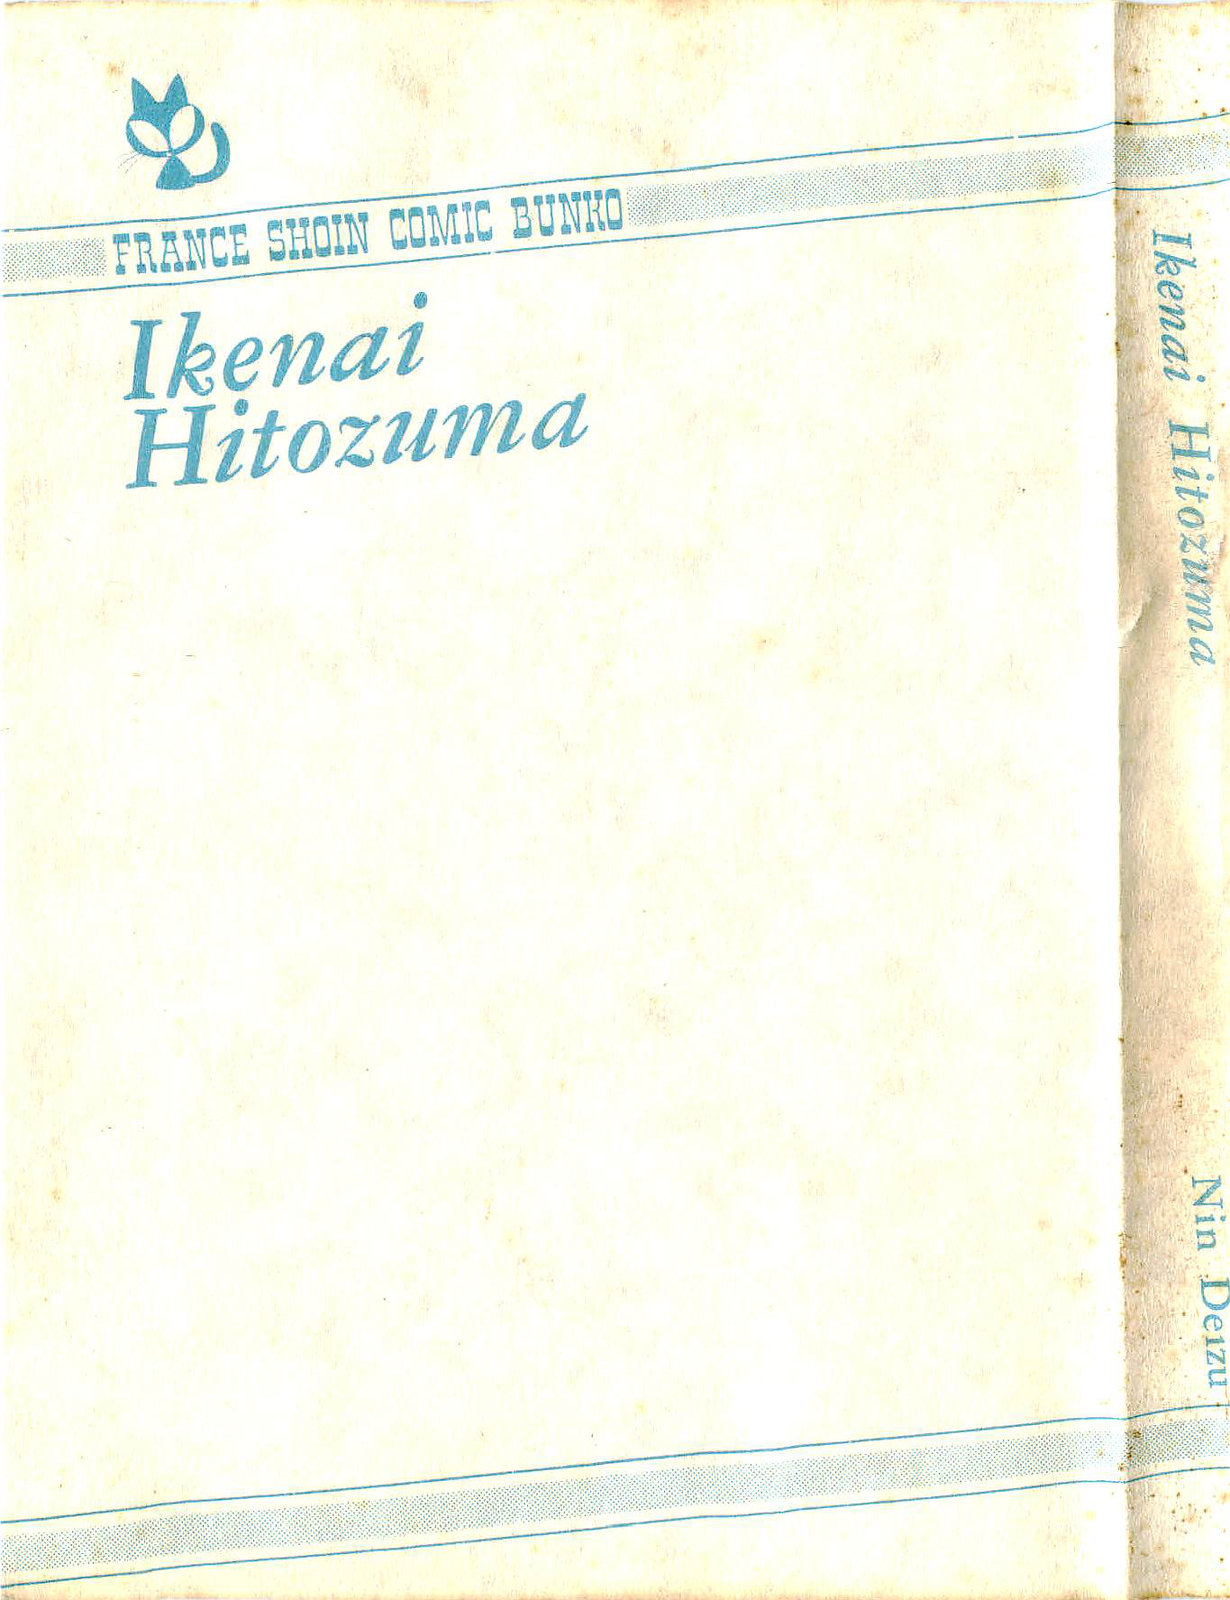 FRANCE SHOIN COMIC BUNKO
Ikenai
Hitozuma
Ikenai Hitozuma
Nin Deizu